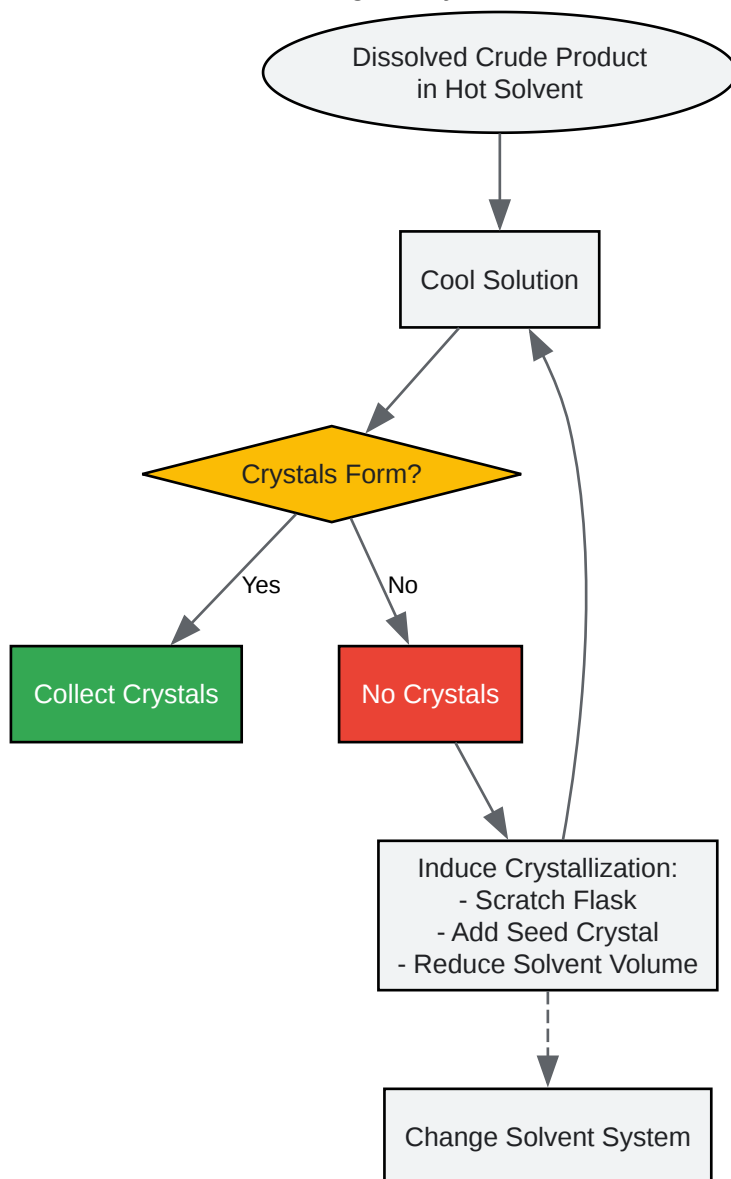 Dissolved Crude Product
in Hot Solvent
Cool Solution
Crystals Form?
Yes
No
Collect Crystals
No Crystals
Induce Crystallization:
- Scratch Flask
- Add Seed Crystal
- Reduce Solvent Volume
Change Solvent System